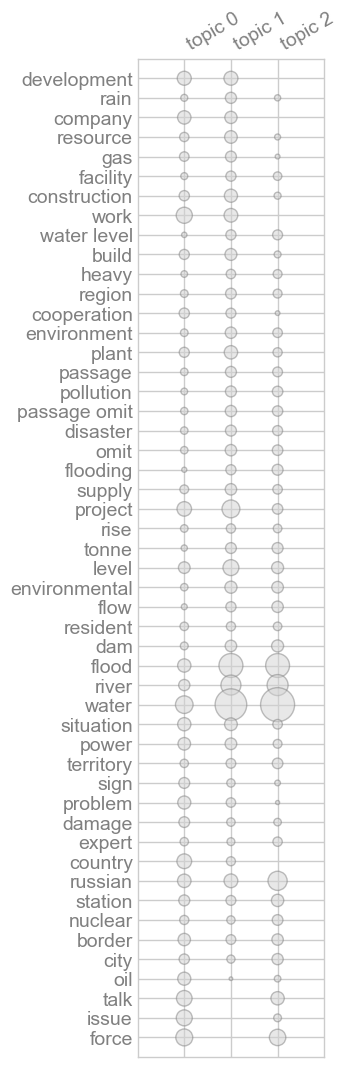 topic 0 topic 1 topic 2
development
rain
company
resource
gas
facility
construction
work
water level
build
heavy
region
cooperation
environment
plant
passage
pollution
passage omit
disaster
omit
flooding
supply
project
rise
tonne
level
environmental
flow
resident
dam
flood
river
water
situation
power
territory
sign
problem
damage
expert
country
russian
station
nuclear
border
city
oil
talk
issue
force